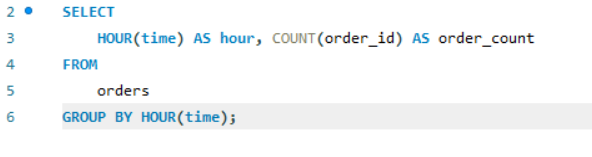 2 SELECT
3 HOUR(time) AS hour, COUNT(order_id) AS order_count
4 FROM
5 orders
6 GROUP BY HOUR(time);